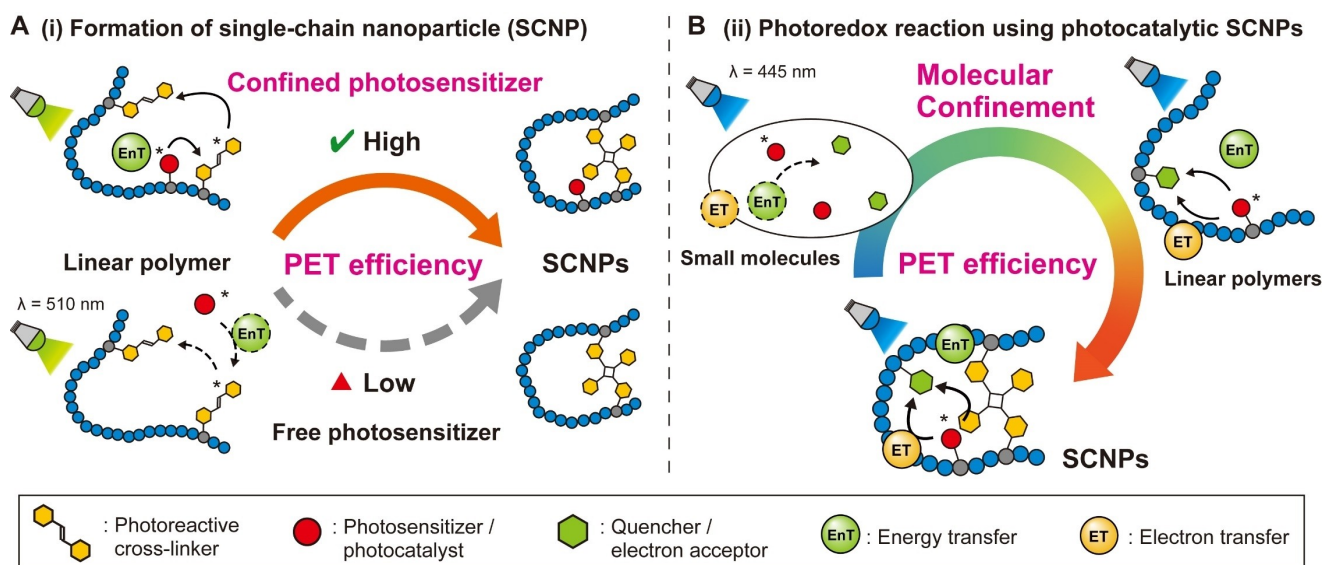 A (i) Formation of single-chain nanoparticle (SCNP)
Confined photosensitizer
EnT
*
*
✔ High
Linear polymer
PET efficiency
SCNPs
λ = 510 nm
*
EnT
*
▲ Low
Free photosensitizer
B (ii) Photoredox reaction using photocatalytic SCNPs
λ = 445 nm
Molecular
Confinement
*
EnT
ET
Small molecules
EnT
*
ET
Linear polymers
PET efficiency
EnT
*
ET
SCNPs
: Photoreactive
cross-linker
: Photosensitizer /
photocatalyst
: Quencher /
electron acceptor
EnT : Energy transfer
ET : Electron transfer